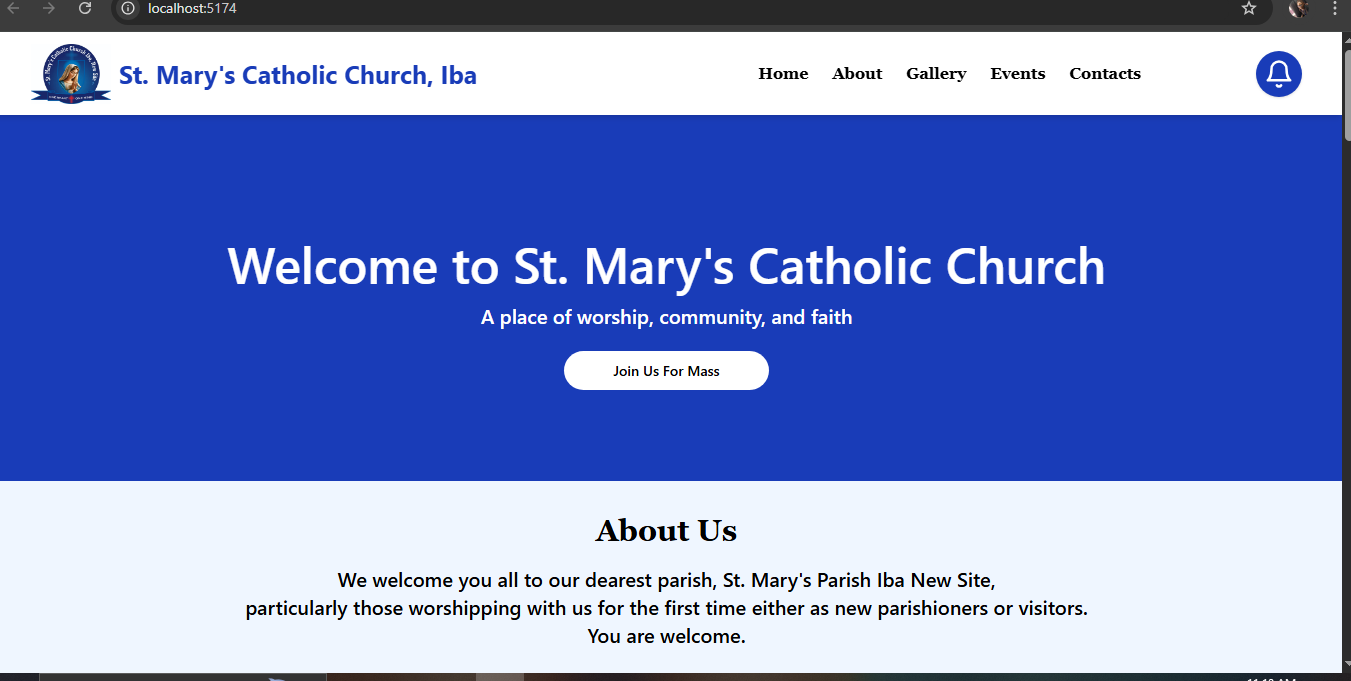 localhost:5174
St. Mary's Catholic Church, Iba
Home About Gallery Events Contacts
Welcome to St. Mary's Catholic Church
A place of worship, community, and faith
Join Us For Mass
About Us
We welcome you all to our dearest parish, St. Mary's Parish Iba New Site,
particularly those worshipping with us for the first time either as new parishioners or visitors.
You are welcome.